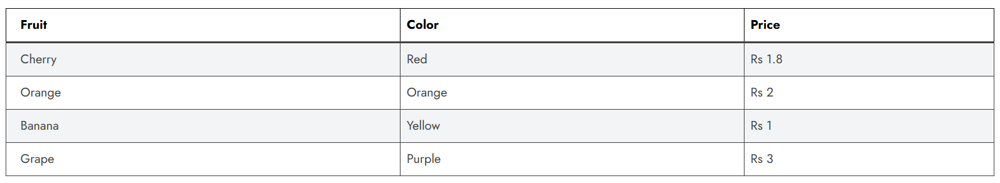 Fruit Color Price
Cherry Red Rs 1.8
Orange Orange Rs 2
Banana Yellow Rs 1
Grape Purple Rs 3